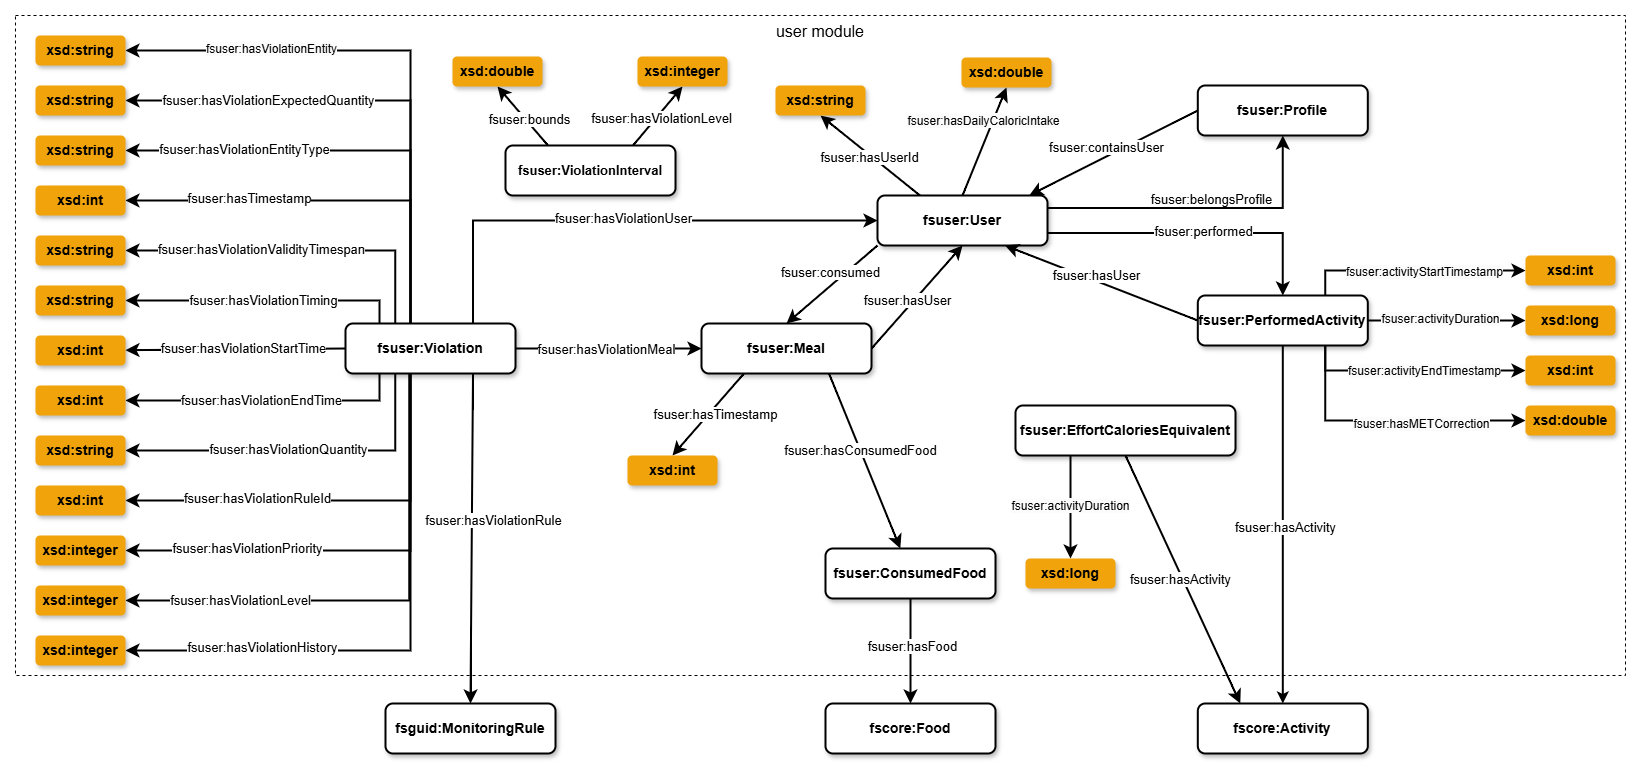 user module
xsd:string
fsuser:hasViolationEntity
xsd:string
fsuser:hasViolationExpectedQuantity
xsd:string
fsuser:hasViolationEntityType
xsd:int
fsuser:hasTimestamp
xsd:string
fsuser:hasViolationValidityTimespan
xsd:string
fsuser:hasViolationTiming
xsd:int
fsuser:hasViolationStartTime
xsd:int
fsuser:hasViolationEndTime
xsd:string
fsuser:hasViolationQuantity
xsd:int
fsuser:hasViolationRuleId
xsd:integer
fsuser:hasViolationPriority
xsd:integer
fsuser:hasViolationLevel
xsd:integer
fsuser:hasViolationHistory
fsuser:Violation
xsd:double
xsd:integer
fsuser:bounds
fsuser:hasViolationLevel
fsuser:ViolationInterval
fsuser:hasViolationUser
fsuser:hasViolationMeal
fsuser:hasViolationRule
fsguid:MonitoringRule
xsd:string
xsd:double
fsuser:hasUserId
fsuser:hasDailyCaloricIntake
fsuser:User
fsuser:Profile
fsuser:containsUser
fsuser:belongsProfile
fsuser:performed
fsuser:hasUser
fsuser:consumed
fsuser:hasUser
fsuser:Meal
fsuser:hasTimestamp
xsd:int
fsuser:hasConsumedFood
fsuser:ConsumedFood
fsuser:hasFood
fscore:Food
fsuser:PerformedActivity
fsuser:activityStartTimestamp
xsd:int
fsuser:activityDuration
xsd:long
fsuser:activityEndTimestamp
xsd:int
fsuser:hasMETCorrection
xsd:double
fsuser:EffortCaloriesEquivalent
fsuser:activityDuration
xsd:long
fsuser:hasActivity
fsuser:hasActivity
fscore:Activity